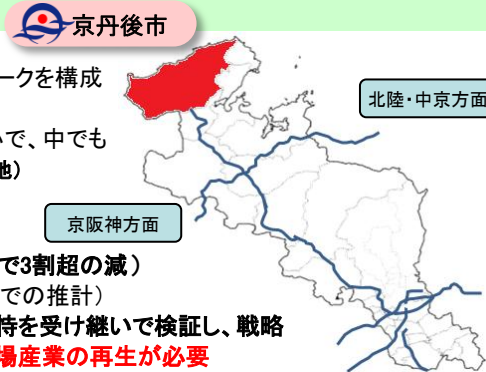 京丹後市
ークを構成
北陸・中京方面
いで、中でも
地）
京阪神方面
で3割超の減）
での推計）
持を受け継いで検証し、戦略
場産業の再生が必要